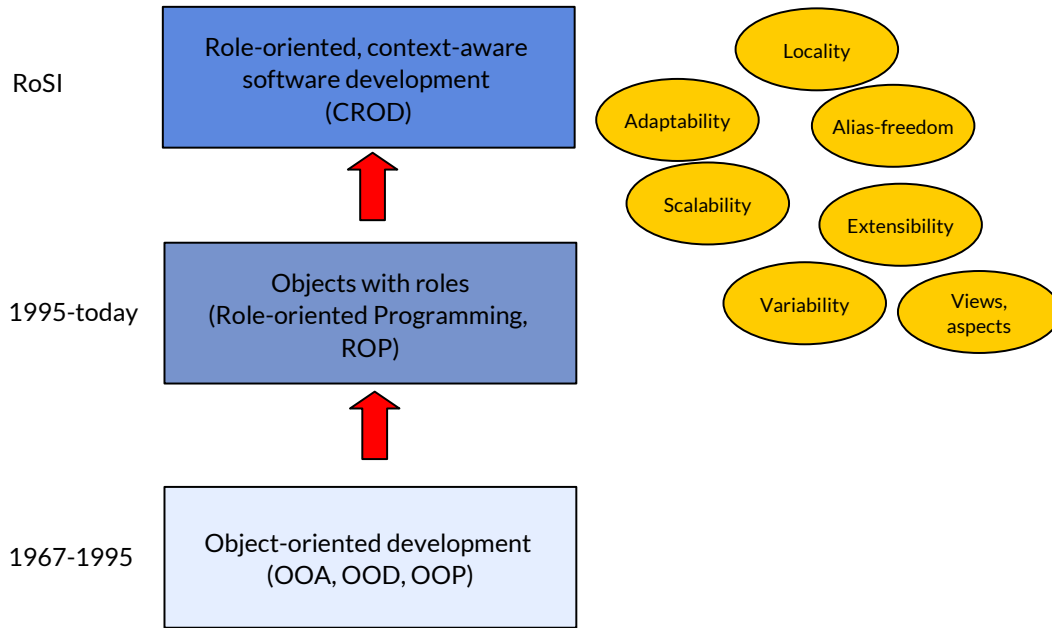 RoSI
Role-oriented, context-aware
software development
(CROD)
Locality
Adaptability
Alias-freedom
Scalability
Extensibility
1995-today
Objects with roles
(Role-oriented Programming,
ROP)
Variability
Views,
aspects
1967-1995
Object-oriented development
(OOA, OOD, OOP)